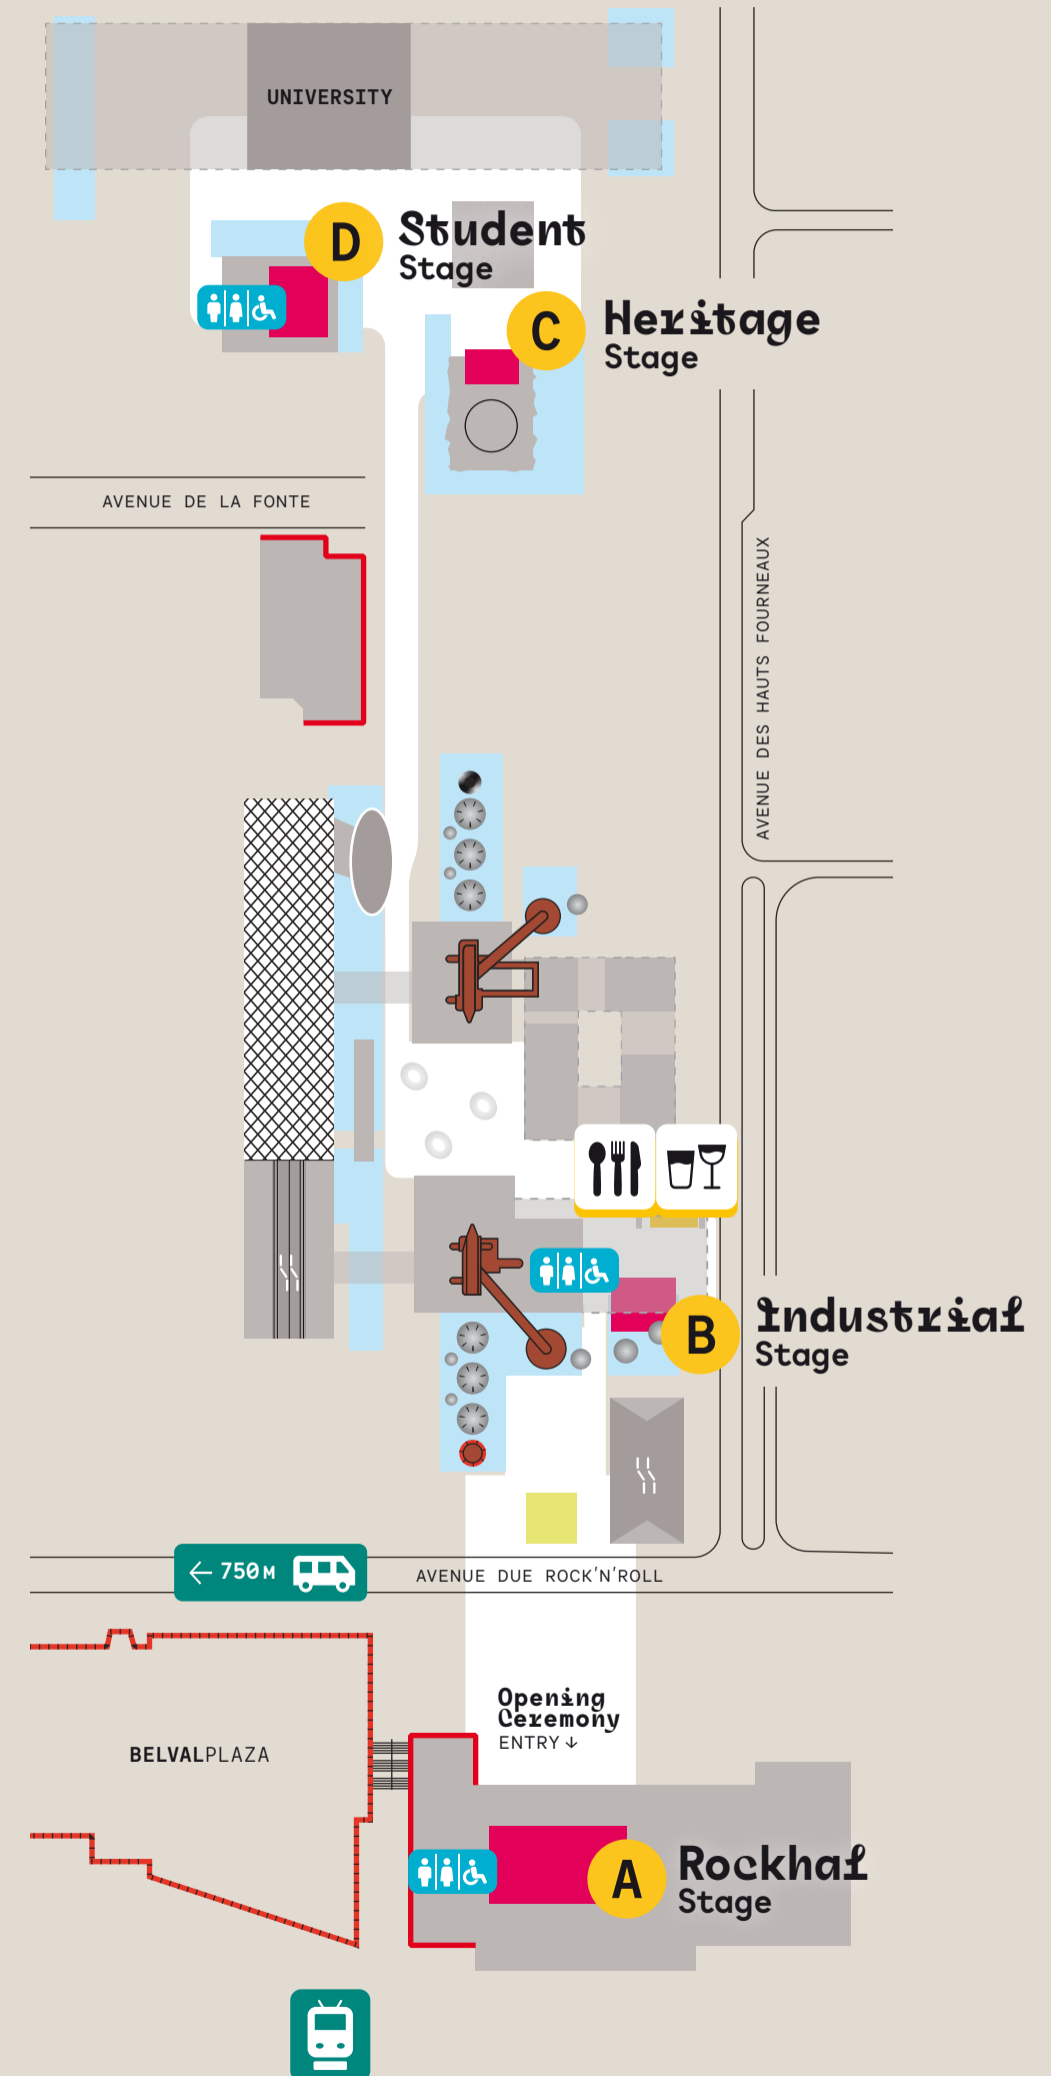 UNIVERSITY
D
Student
Stage
C
Heritage
Stage
AVENUE DE LA FONTE
AVENUE DES HAUTS FOURNEAUX
B
Industrial
Stage
← 750M
AVENUE DUE ROCK'N'ROLL
Opening
Ceremony
ENTRY ↓
BELVALPLAZA
A
Rockhal
Stage